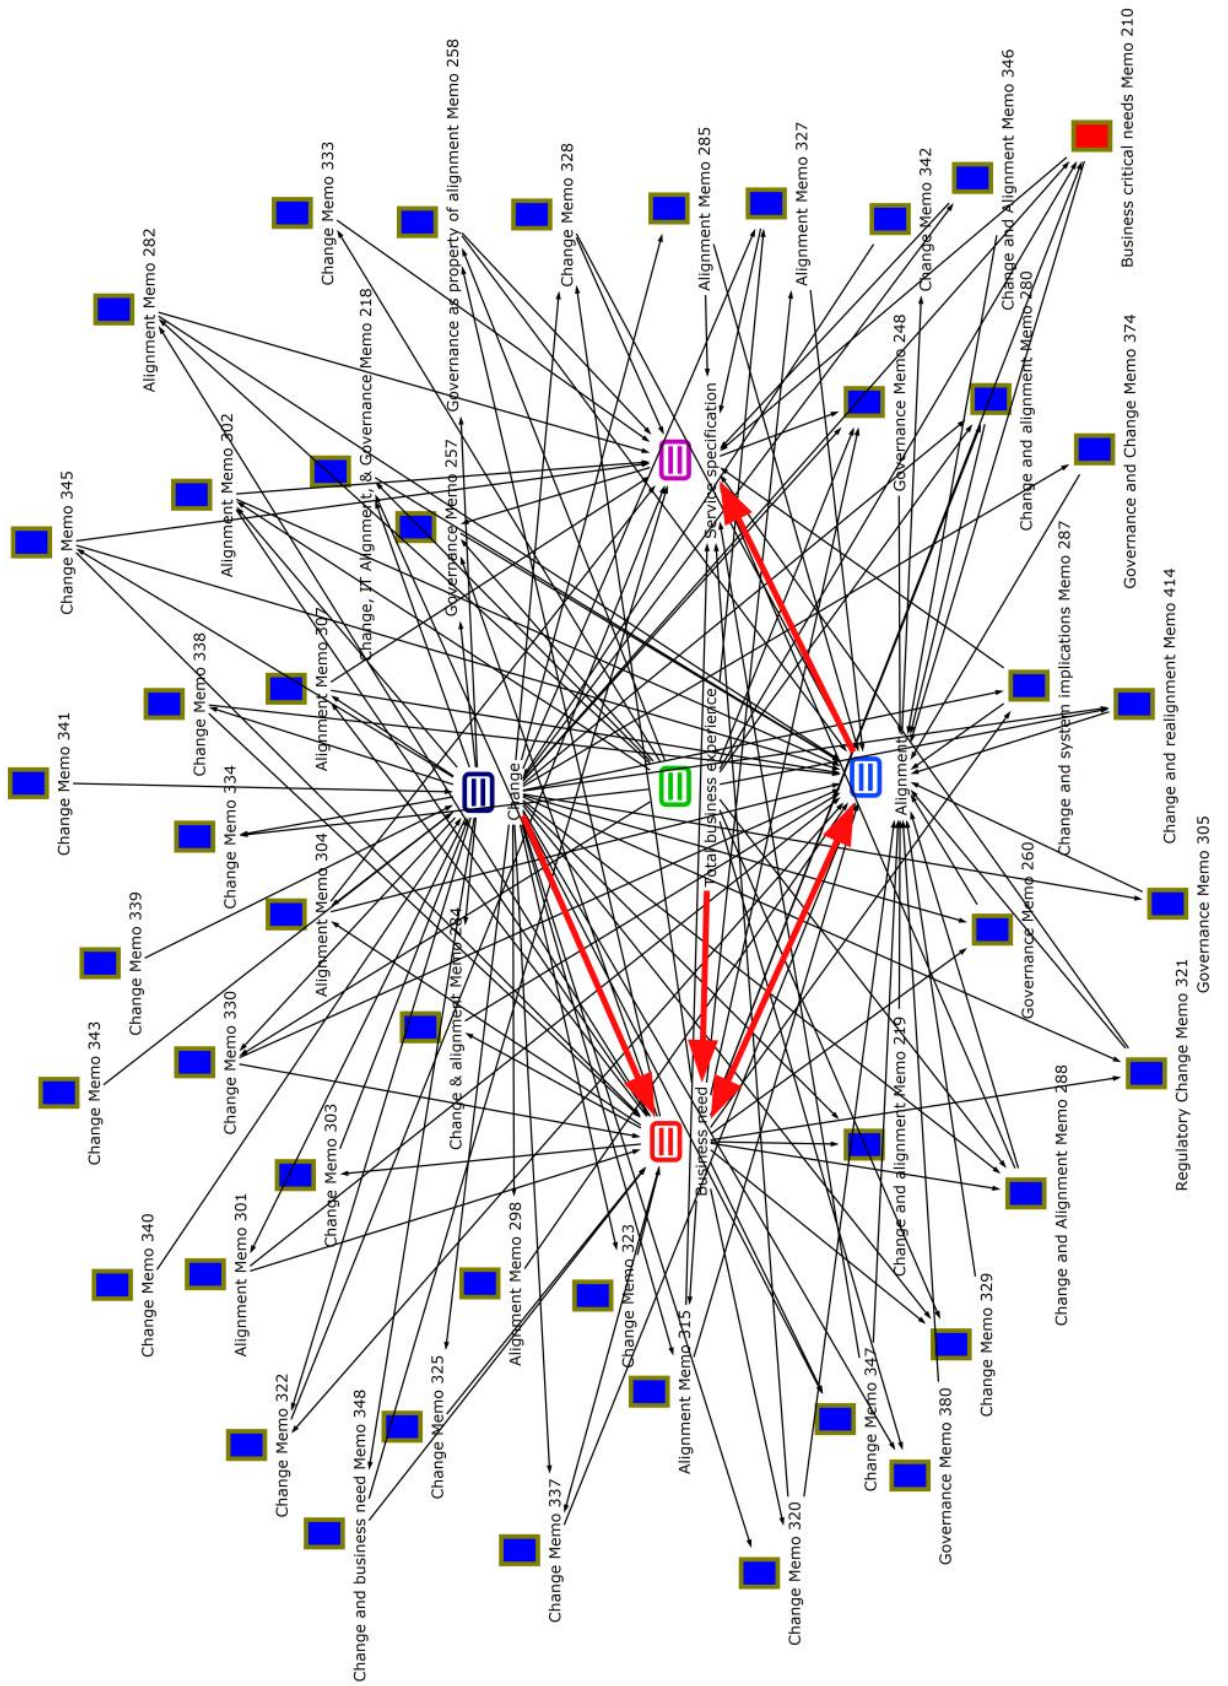 Change Memo 341
Change Memo 345
Change Memo 343
Change Memo 339
Change Memo 340
Alignment Memo 282
Change Memo 338
Alignment Memo 302
Change Memo 330
Change Memo 334
Alignment Memo 301
Change Memo 322
Alignment Memo 304
Alignment Memo 307
Change Memo 303
Change Memo 333
Change and business need Memo 348
Change, IT Alignment, & Governance Memo 218
Change Memo 325
Change & alignment Memo 284
Governance Memo 257
Governance as property of alignment Memo 258
Alignment Memo 298
Change
Change Memo 337
Change Memo 328
Change Memo 323
Alignment Memo 315
Business need
Total business experience
Service specification
Alignment Memo 285
Change Memo 320
Alignment Memo 327
Change Memo 347
Change and alignment Memo 219
Alignment
Governance Memo 248
Change Memo 342
Governance Memo 380
Change Memo 329
Change and Alignment Memo 346
Governance Memo 260
Change and alignment Memo 280
Change and Alignment Memo 288
Change and system implications Memo 287
Governance and Change Memo 374
Business critical needs Memo 210
Change and realignment Memo 414
Regulatory Change Memo 321
Governance Memo 305